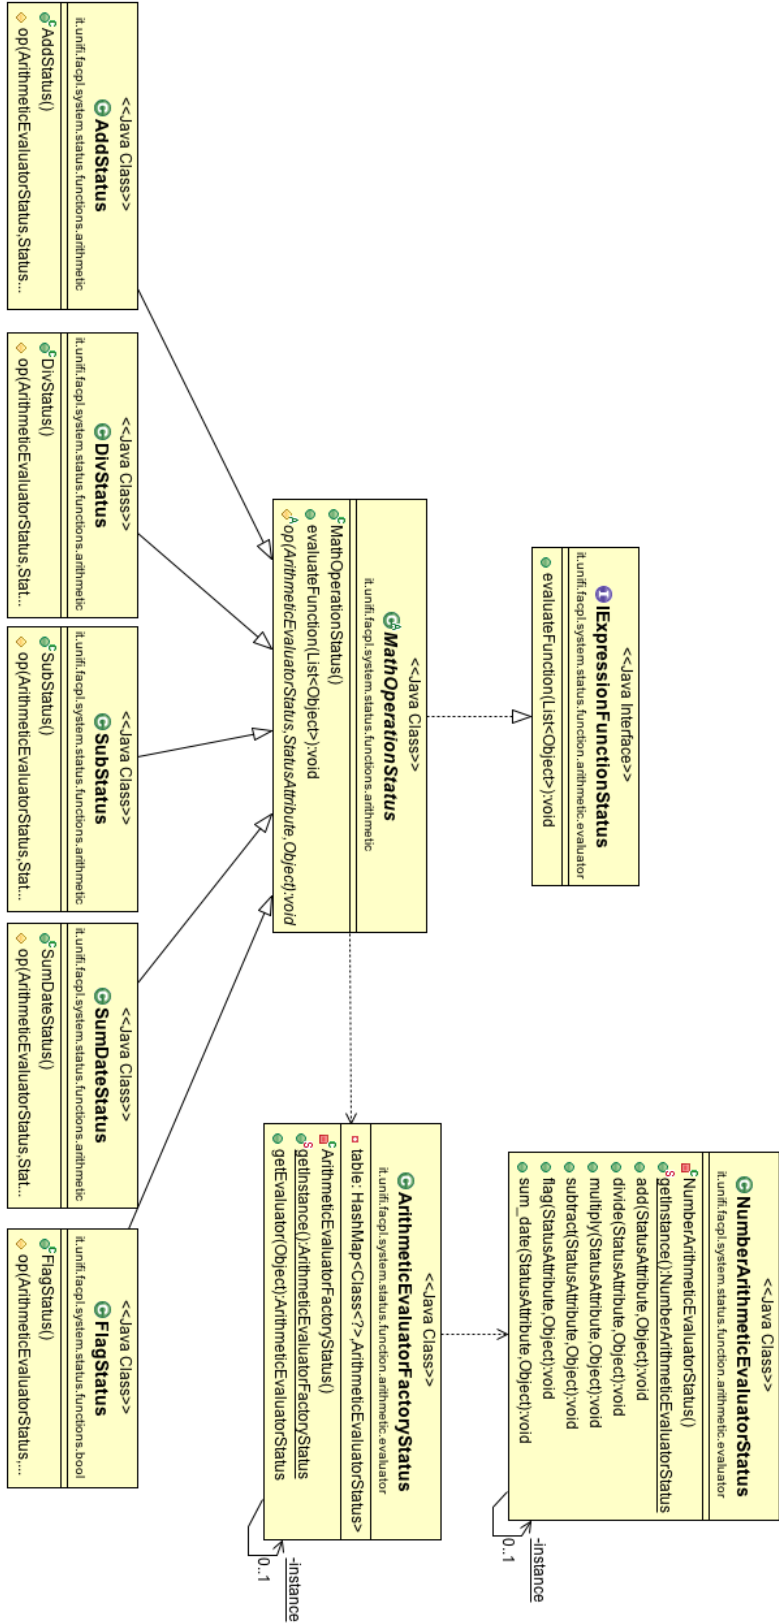 <<Java Interface>>
IExpressionFunctionStatus
it.unifi.facpl.system.status.function.arithmetic.evaluator
evaluateFunction(List<Object>):void
<<Java Class>>
NumberArithmeticEvaluatorStatus
it.unifi.facpl.system.status.function.arithmetic.evaluator
NumberArithmeticEvaluatorStatus()
getInstance():NumberArithmeticEvaluatorStatus
add(StatusAttribute,Object):void
divide(StatusAttribute,Object):void
multiply(StatusAttribute,Object):void
subtract(StatusAttribute,Object):void
flag(StatusAttribute,Object):void
sum_date(StatusAttribute,Object):void
-instance
0..1
<<Java Class>>
MathOperationStatus
it.unifi.facpl.system.status.functions.arithmetic
MathOperationStatus()
evaluateFunction(List<Object>):void
op(ArithmeticEvaluatorStatus,StatusAttribute,Object):void
<<Java Class>>
ArithmeticEvaluatorFactoryStatus
it.unifi.facpl.system.status.function.arithmetic.evaluator
table: HashMap<Class<?>,ArithmeticEvaluatorStatus>
ArithmeticEvaluatorFactoryStatus()
getInstance():ArithmeticEvaluatorFactoryStatus
getEvaluator(Object):ArithmeticEvaluatorStatus
-instance
0..1
<<Java Class>>
AddStatus
it.unifi.facpl.system.status.functions.arithmetic
AddStatus()
op(ArithmeticEvaluatorStatus,Status...
<<Java Class>>
DivStatus
it.unifi.facpl.system.status.functions.arithmetic
DivStatus()
op(ArithmeticEvaluatorStatus,Stat...
<<Java Class>>
SubStatus
it.unifi.facpl.system.status.functions.arithmetic
SubStatus()
op(ArithmeticEvaluatorStatus,Stat...
<<Java Class>>
SumDateStatus
it.unifi.facpl.system.status.functions.arithmetic
SumDateStatus()
op(ArithmeticEvaluatorStatus,Stat...
<<Java Class>>
FlagStatus
it.unifi.facpl.system.status.functions.bool
FlagStatus()
op(ArithmeticEvaluatorStatus,...